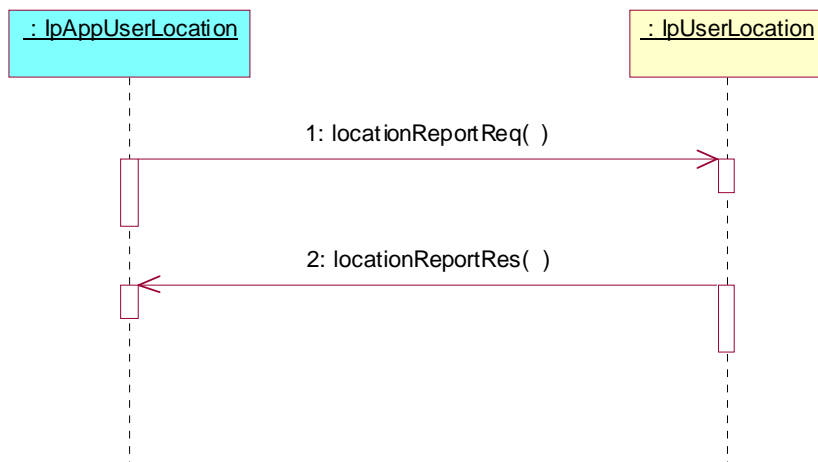 : IpAppUserLocation
: IpUserLocation
1: locationReportReq( )
2: locationReportRes( )